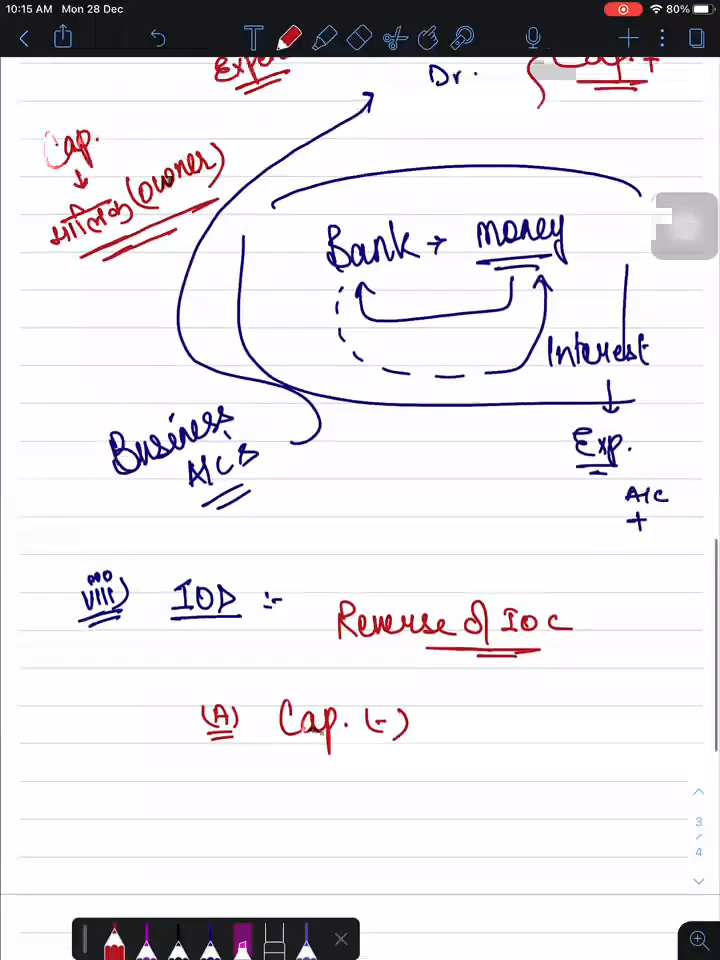 10:15 AM Mon 28 Dec
80%
Dr.
Cap. +
Cap.
मालिक (owner)
Bank → money
Interest
Business
A/C's
Exp.
A/C
+
viii) IOD :-
Reverse of IOC
(A) Cap. (-)
3
/
4